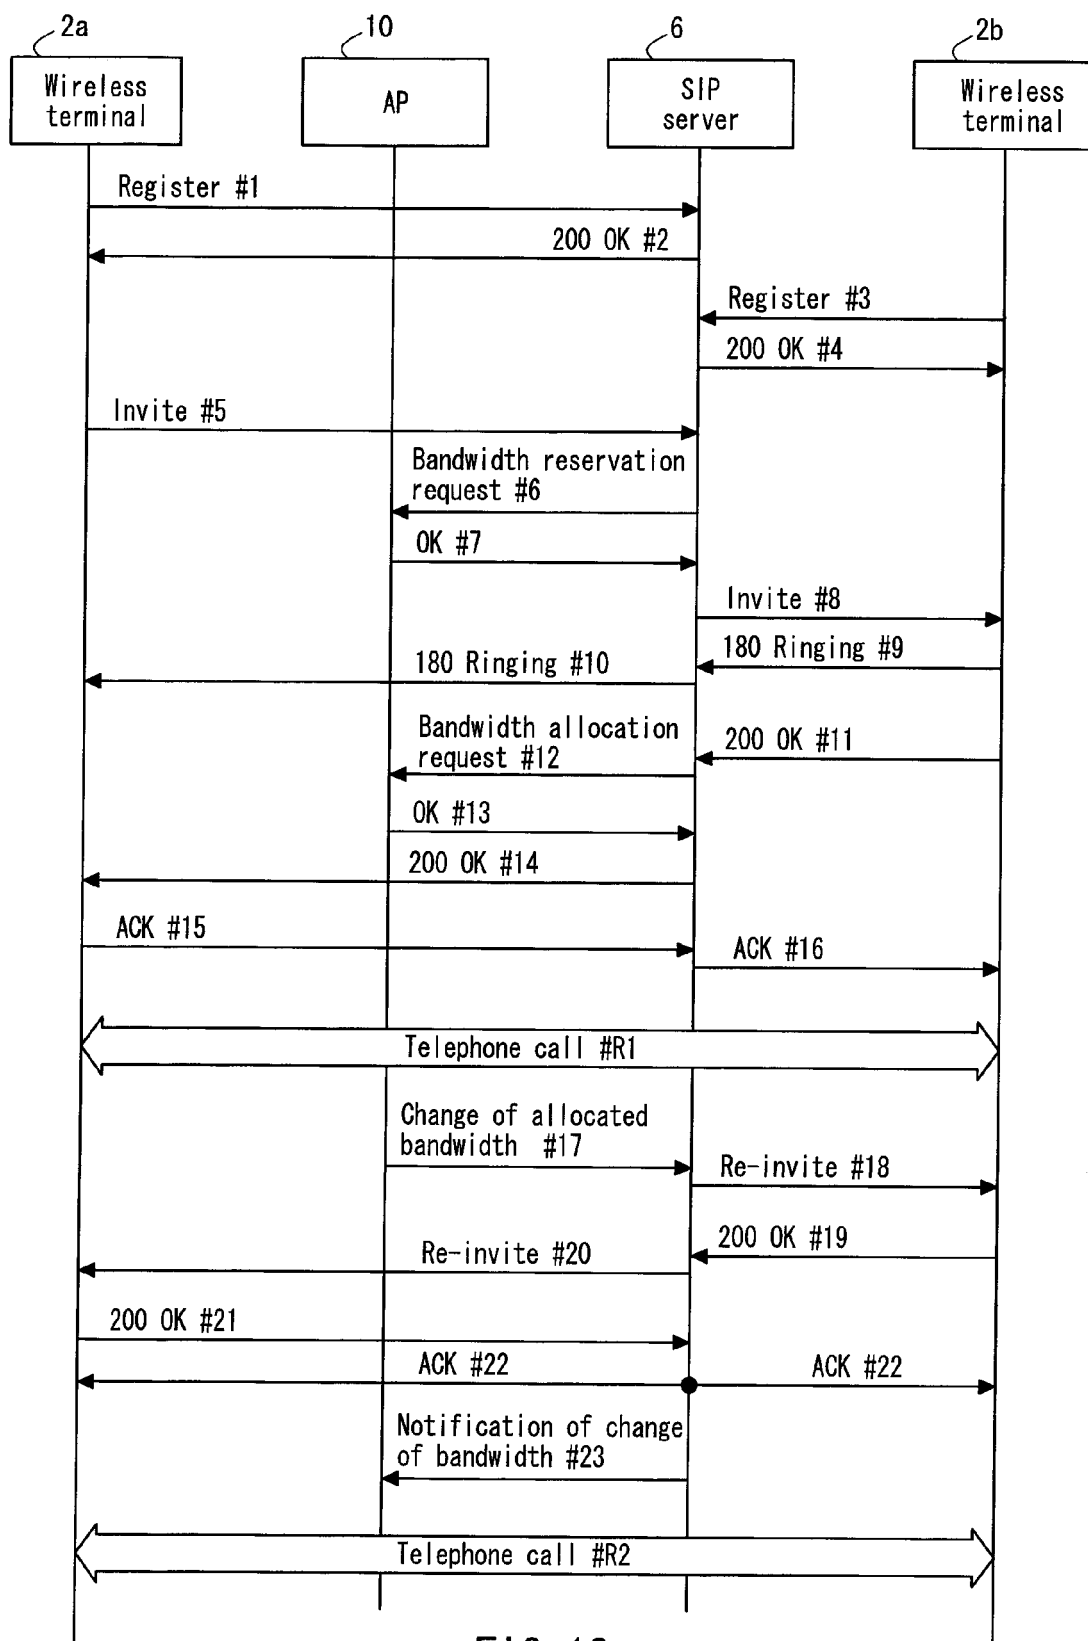 2a
10
6
2b
Wireless
terminal
AP
SIP
server
Wireless
terminal
Register #1
200 OK #2
Register #3
200 OK #4
Invite #5
Bandwidth reservation
request #6
OK #7
Invite #8
180 Ringing #9
180 Ringing #10
Bandwidth allocation
request #12
200 OK #11
OK #13
200 OK #14
ACK #15
ACK #16
Telephone call #R1
Change of allocated
bandwidth #17
Re-invite #18
200 OK #19
Re-invite #20
200 OK #21
ACK #22
ACK #22
Notification of change
of bandwidth #23
Telephone call #R2